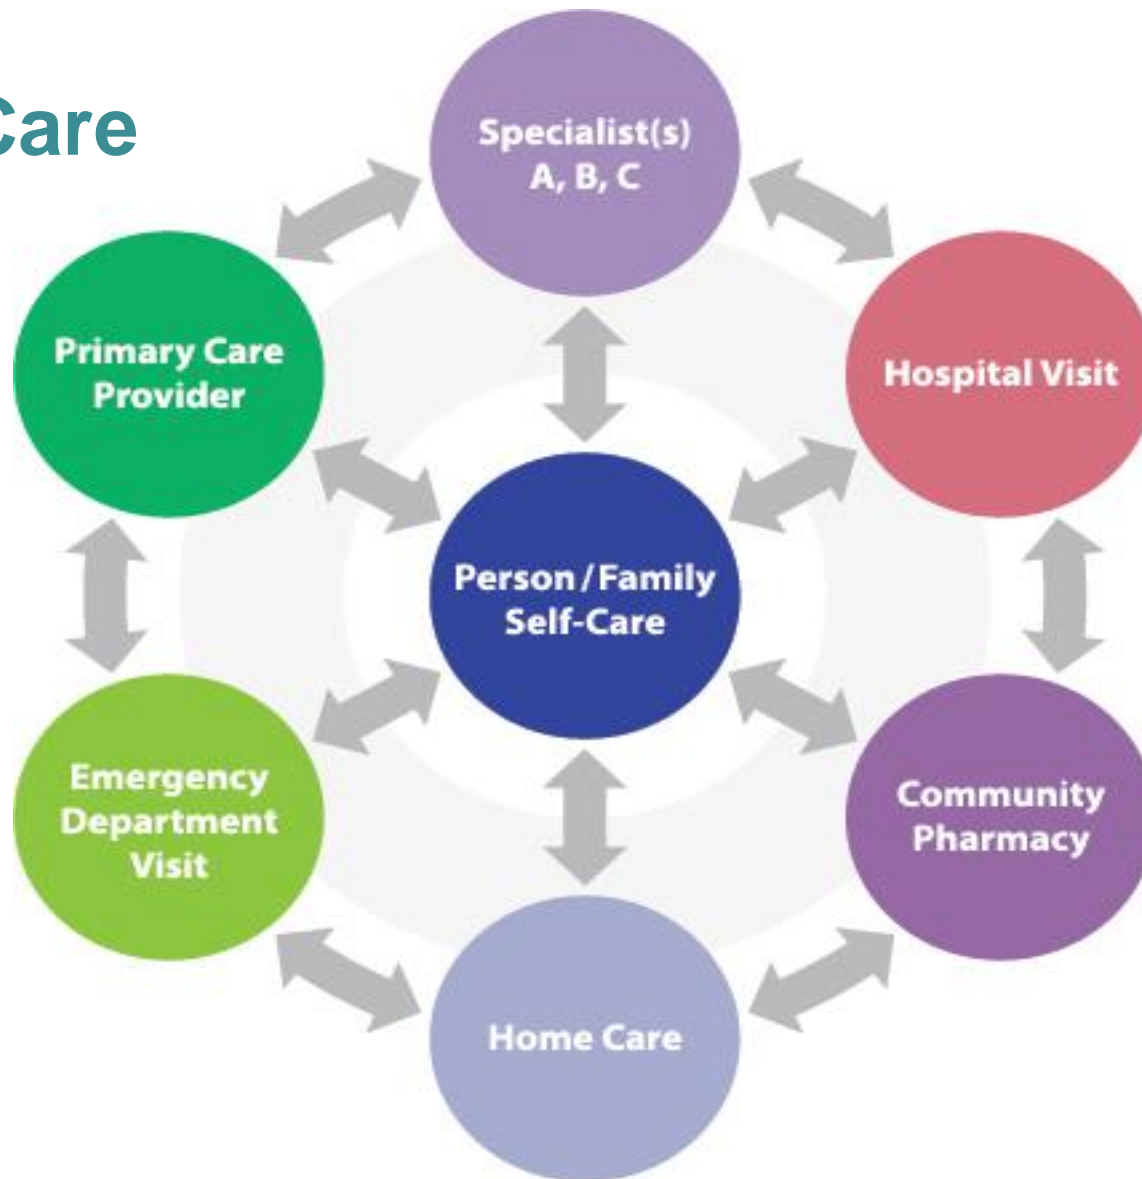 Care
Specialist(s)
A, B, C
Primary Care
Provider
Hospital Visit
Person / Family
Self-Care
Emergency
Department
Visit
Community
Pharmacy
Home Care